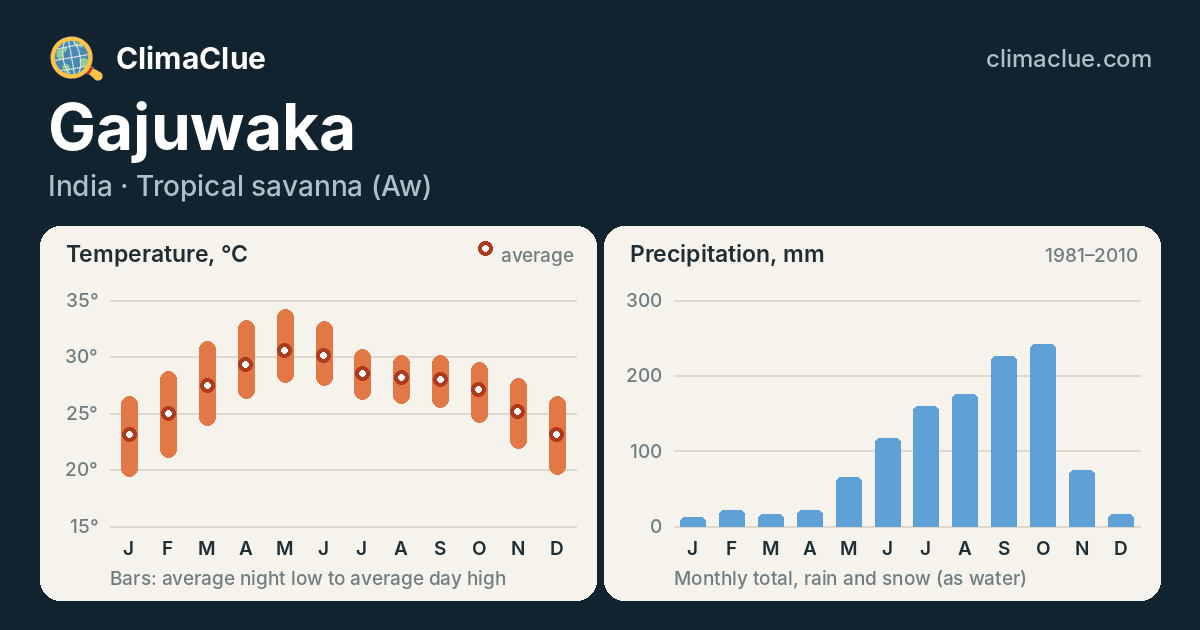 ClimaClue
climaclue.com
Gajuwaka
India · Tropical savanna (Aw)
Temperature, °C
average
35°
30°
25°
20°
15°
J F M A M J J A S O N D
Bars: average night low to average day high
Precipitation, mm
1981–2010
300
200
100
0
J F M A M J J A S O N D
Monthly total, rain and snow (as water)